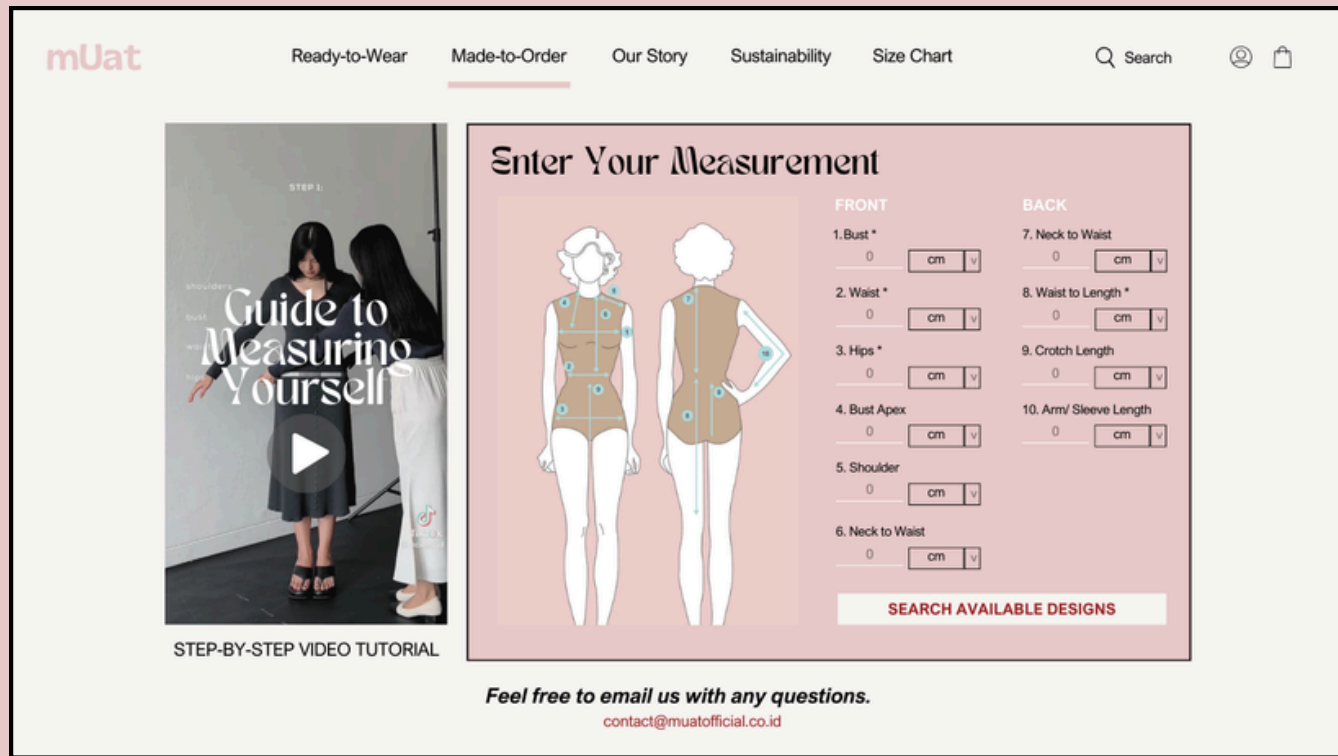 mUat
Ready-to-Wear
Made-to-Order
Our Story
Sustainability
Size Chart
Search
STEP 1:
shoulders
bust
Guide to
Measuring
Yourself
STEP-BY-STEP VIDEO TUTORIAL
Enter Your Measurement
FRONT
1.Bust *
0 cm v
2. Waist *
0 cm v
3. Hips *
0 cm v
4. Bust Apex
0 cm v
5. Shoulder
0 cm v
6. Neck to Waist
0 cm v
BACK
7. Neck to Waist
0 cm v
8. Waist to Length *
0 cm v
9. Crotch Length
0 cm v
10. Arm/ Sleeve Length
0 cm v
SEARCH AVAILABLE DESIGNS
Feel free to email us with any questions.
contact@muatofficial.co.id